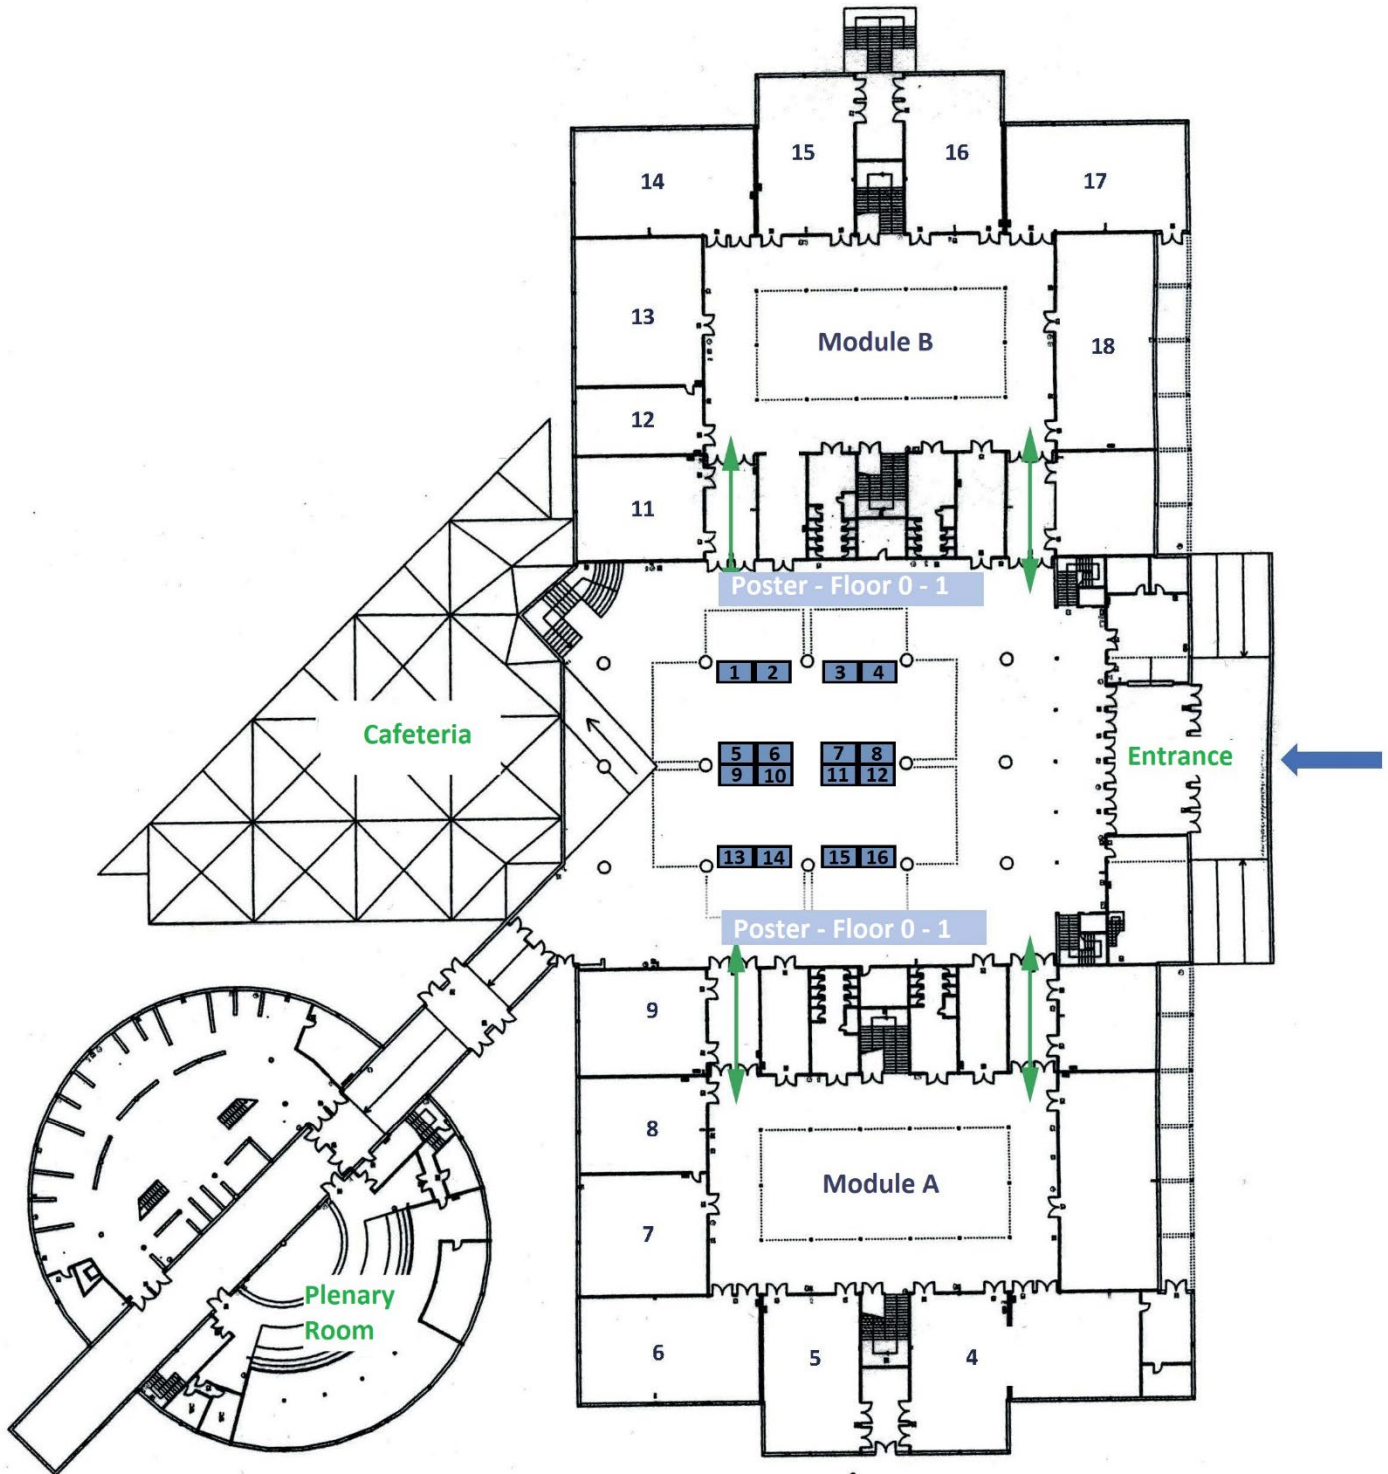 15
16
14
17
13
Module B
18
12
11
Poster - Floor 0 - 1
1 2 3 4
Cafeteria
5 6 7 8
Entrance
9 10 11 12
13 14 15 16
Poster - Floor 0 - 1
9
8
Module A
7
Plenary
Room
6
5
4